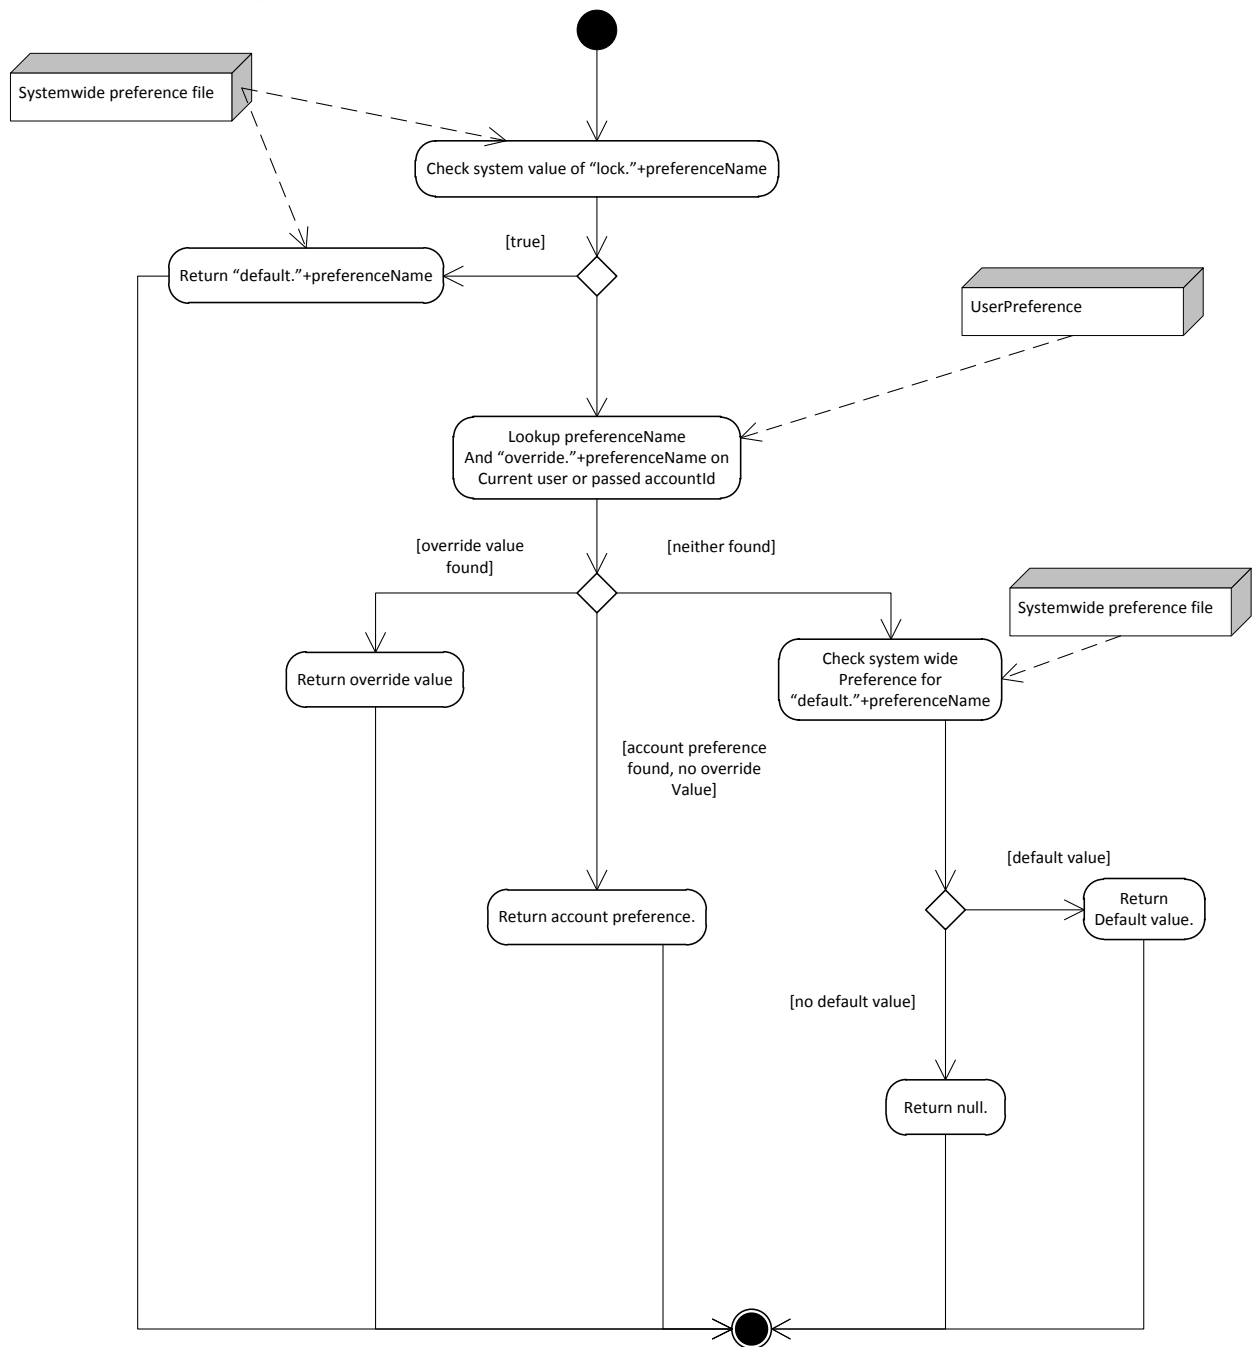 Systemwide preference file
Check system value of “lock.”+preferenceName
[true]
Return “default.”+preferenceName
UserPreference
Lookup preferenceName
And “override.”+preferenceName on
Current user or passed accountId
[override value
found]
[neither found]
Systemwide preference file
Check system wide
Preference for
“default.”+preferenceName
Return override value
[account preference
found, no override
Value]
[default value]
Return
Default value.
Return account preference.
[no default value]
Return null.